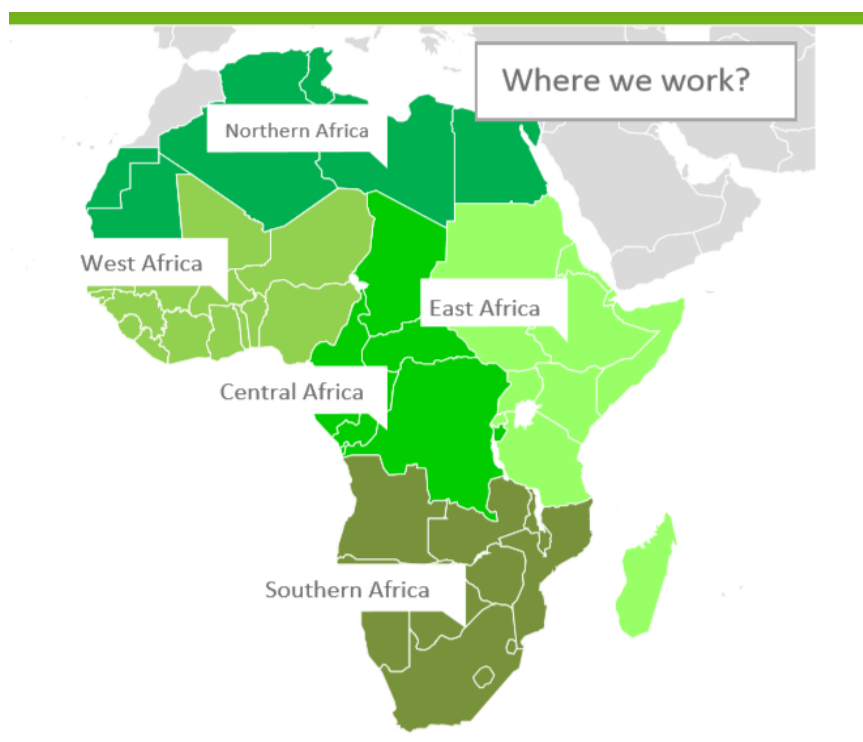 Where we work?
Northern Africa
West Africa
East Africa
Central Africa
Southern Africa